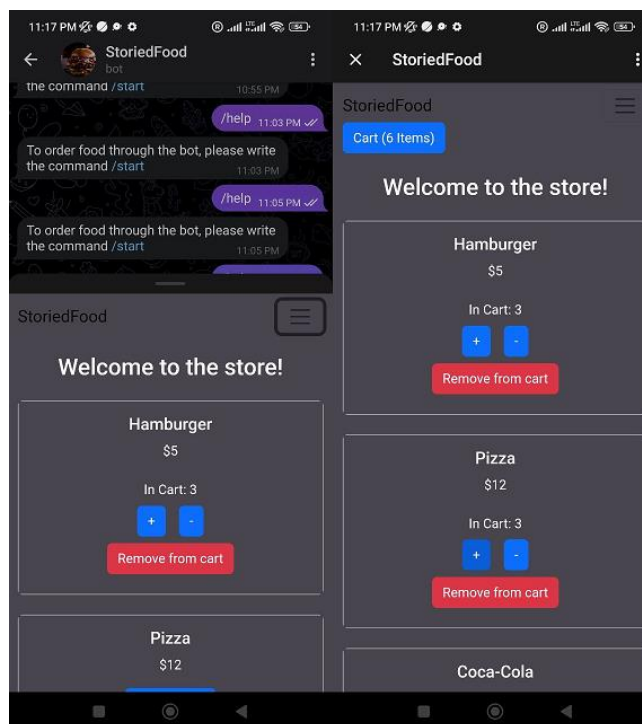 11:17 PM
LTE
54
StoriedFood
bot
the command /start
10:55 PM
/help 11:03 PM
To order food through the bot, please write
the command /start
11:03 PM
/help 11:05 PM
To order food through the bot, please write
the command /start
11:05 PM
StoriedFood
Welcome to the store!
Hamburger
$5
In Cart: 3
+ -
Remove from cart
Pizza
$12
11:17 PM
LTE
54
StoriedFood
StoriedFood
Cart (6 Items)
Welcome to the store!
Hamburger
$5
In Cart: 3
+ -
Remove from cart
Pizza
$12
In Cart: 3
+ -
Remove from cart
Coca-Cola